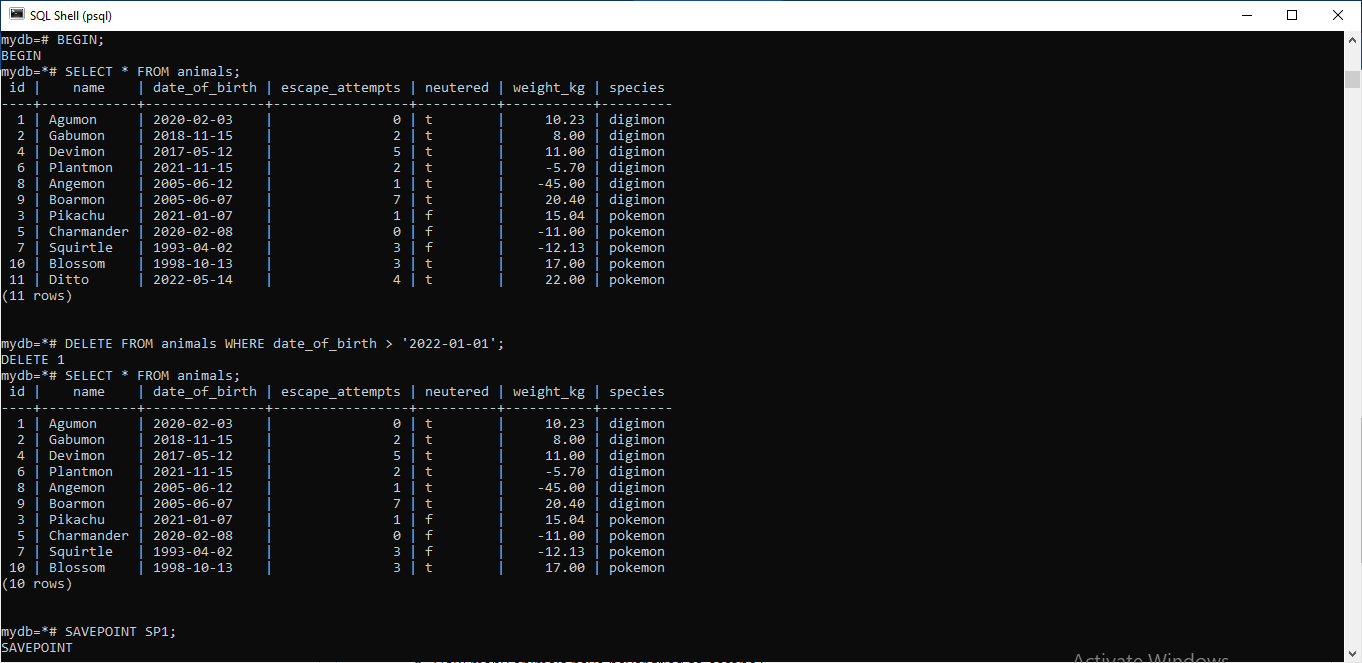 SQL Shell (psql)
mydb=# BEGIN;
BEGIN
mydb=*# SELECT * FROM animals;
 id |    name    | date_of_birth | escape_attempts | neutered | weight_kg | species
----+------------+---------------+-----------------+----------+-----------+---------
  1 | Agumon     | 2020-02-03    |               0 | t        |     10.23 | digimon
  2 | Gabumon    | 2018-11-15    |               2 | t        |      8.00 | digimon
  4 | Devimon    | 2017-05-12    |               5 | t        |     11.00 | digimon
  6 | Plantmon   | 2021-11-15    |               2 | t        |     -5.70 | digimon
  8 | Angemon    | 2005-06-12    |               1 | t        |    -45.00 | digimon
  9 | Boarmon    | 2005-06-07    |               7 | t        |     20.40 | digimon
  3 | Pikachu    | 2021-01-07    |               1 | f        |     15.04 | pokemon
  5 | Charmander | 2020-02-08    |               0 | f        |    -11.00 | pokemon
  7 | Squirtle   | 1993-04-02    |               3 | f        |    -12.13 | pokemon
 10 | Blossom    | 1998-10-13    |               3 | t        |     17.00 | pokemon
 11 | Ditto      | 2022-05-14    |               4 | t        |     22.00 | pokemon
(11 rows)
mydb=*# DELETE FROM animals WHERE date_of_birth > '2022-01-01';
DELETE 1
mydb=*# SELECT * FROM animals;
 id |    name    | date_of_birth | escape_attempts | neutered | weight_kg | species
----+------------+---------------+-----------------+----------+-----------+---------
  1 | Agumon     | 2020-02-03    |               0 | t        |     10.23 | digimon
  2 | Gabumon    | 2018-11-15    |               2 | t        |      8.00 | digimon
  4 | Devimon    | 2017-05-12    |               5 | t        |     11.00 | digimon
  6 | Plantmon   | 2021-11-15    |               2 | t        |     -5.70 | digimon
  8 | Angemon    | 2005-06-12    |               1 | t        |    -45.00 | digimon
  9 | Boarmon    | 2005-06-07    |               7 | t        |     20.40 | digimon
  3 | Pikachu    | 2021-01-07    |               1 | f        |     15.04 | pokemon
  5 | Charmander | 2020-02-08    |               0 | f        |    -11.00 | pokemon
  7 | Squirtle   | 1993-04-02    |               3 | f        |    -12.13 | pokemon
 10 | Blossom    | 1998-10-13    |               3 | t        |     17.00 | pokemon
(10 rows)
mydb=*# SAVEPOINT SP1;
SAVEPOINT
Activate Windows